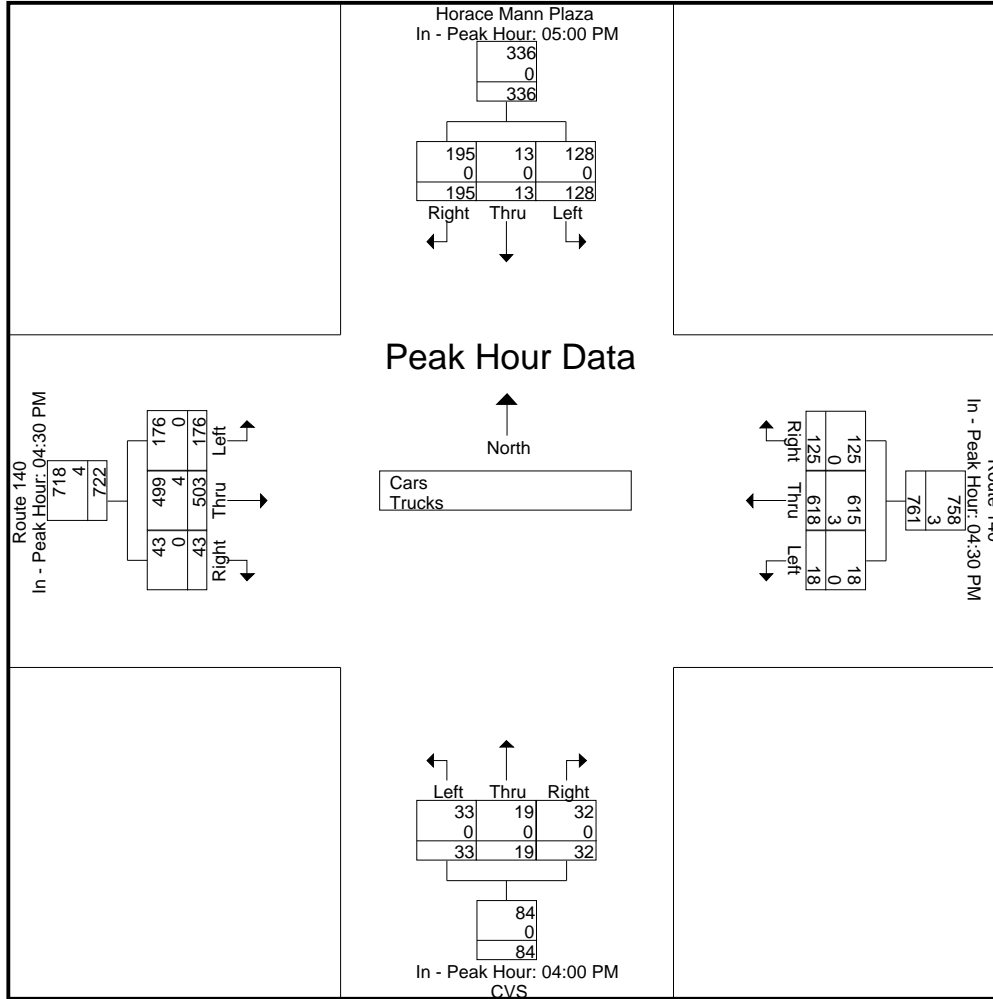 Horace Mann Plaza
In - Peak Hour: 05:00 PM
336
0
336
195 13 128
0 0 0
195 13 128
Right Thru Left
Peak Hour Data
North
Cars
Trucks
Route 140
In - Peak Hour: 04:30 PM
718
4
722
176 0 176
Left
499 4 503
Thru
43 0 43
Right
Route 140
In - Peak Hour: 04:30 PM
758
3
761
Right
125 0 125
Thru
618 3 615
Left
18 0 18
Left Thru Right
33 19 32
0 0 0
33 19 32
84
0
84
In - Peak Hour: 04:00 PM
CVS